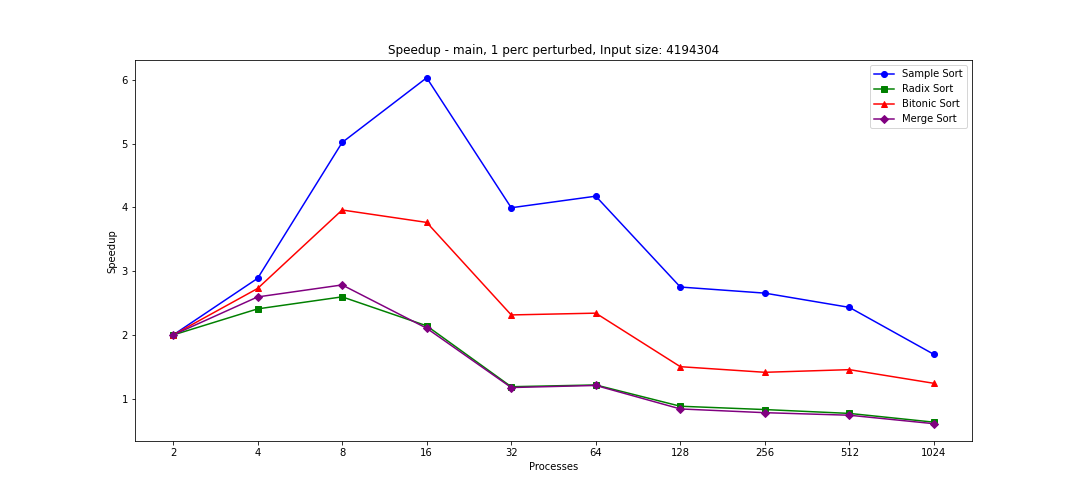 Speedup - main, 1 perc perturbed, Input size: 4194304
Sample Sort
Radix Sort
Bitonic Sort
Merge Sort
Speedup
6
5
4
3
2
1
2 4 8 16 32 64 128 256 512 1024
Processes